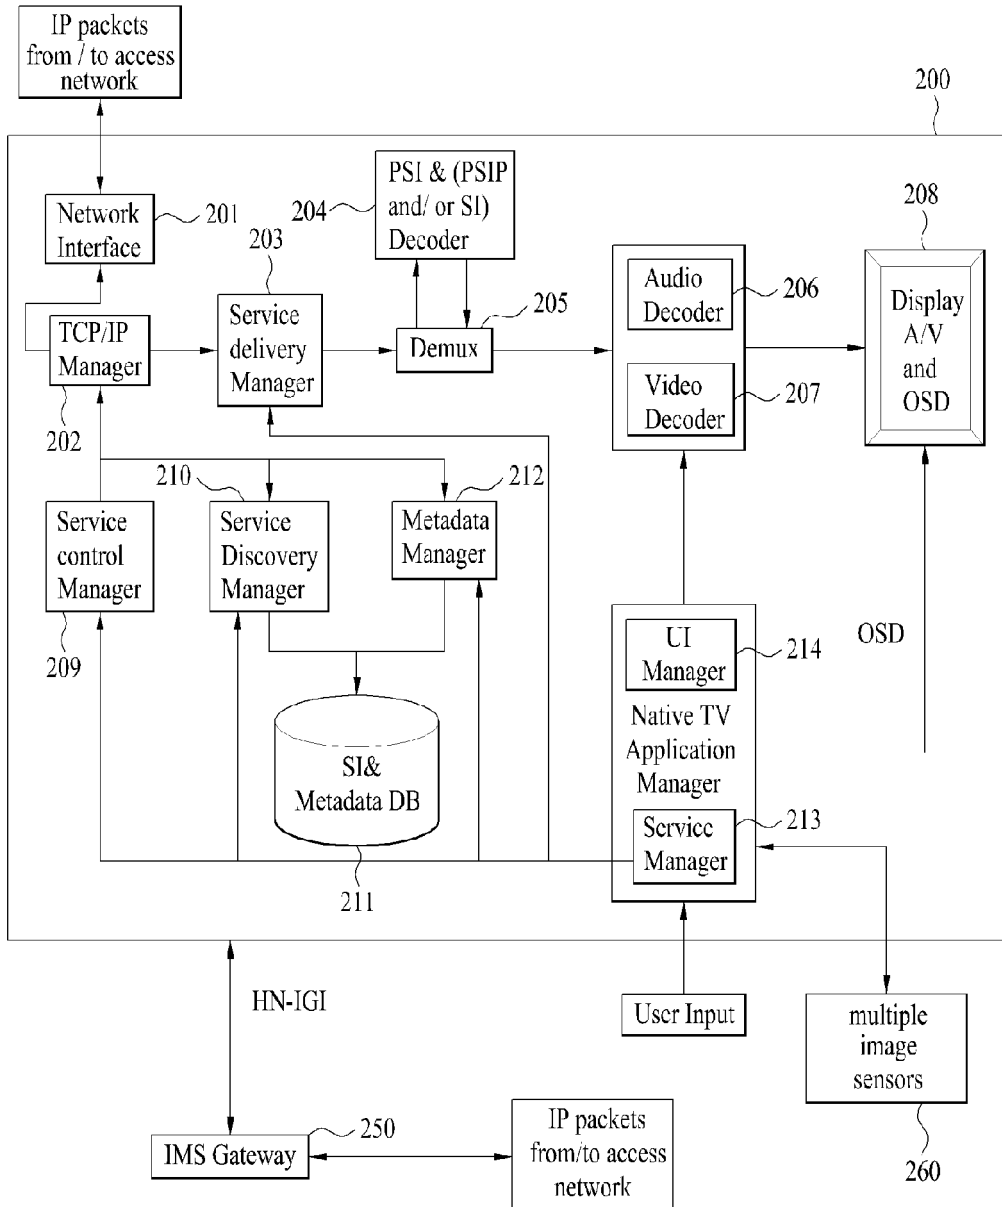 IP packets
from / to access
network
200
Network
Interface
201
203
204
PSI & (PSIP
and/ or SI)
Decoder
208
TCP/IP
Manager
202
Service
delivery
Manager
205
Demux
Audio
Decoder
206
Video
Decoder
207
Display
A/V
and
OSD
210
212
Service
control
Manager
209
Service
Discovery
Manager
Metadata
Manager
UI
Manager
214
OSD
Native TV
Application
Manager
SI&
Metadata DB
211
Service
Manager
213
HN-IGI
User Input
multiple
image
sensors
260
IMS Gateway
250
IP packets
from/to access
network